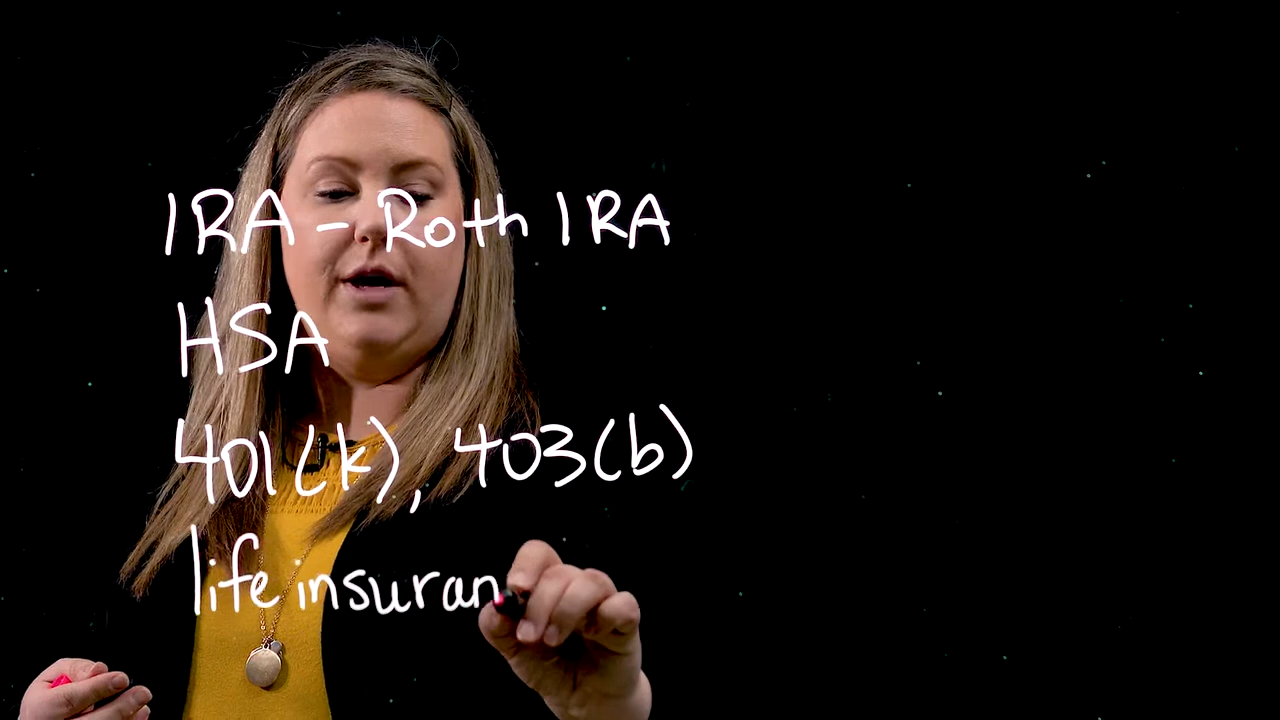 IRA - Roth IRA
HSA
401(k), 403(b)
life insuran